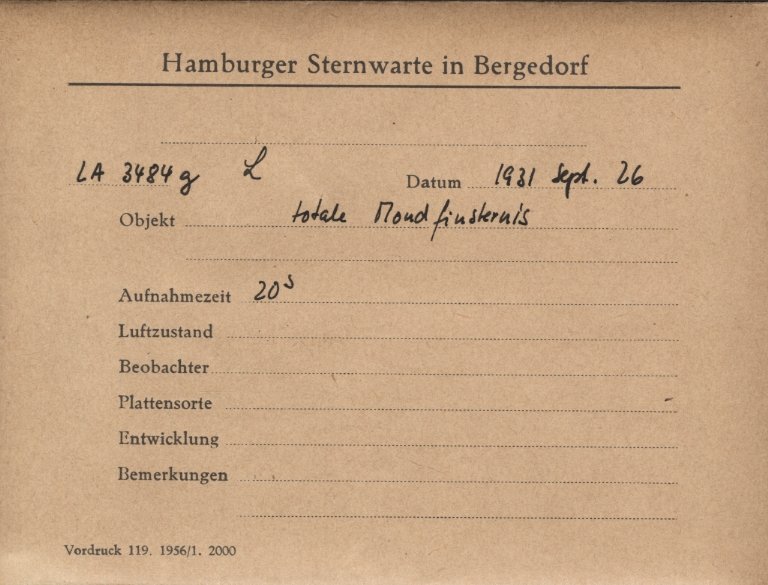 Hamburger Sternwarte in Bergedorf
LA 3484 g L Datum 1931 Sept. 26
Objekt totale Mondfinsternis
Aufnahmezeit 20s
Luftzustand
Beobachter
Plattensorte
Entwicklung
Bemerkungen
Vordruck 119. 1956/1. 2000